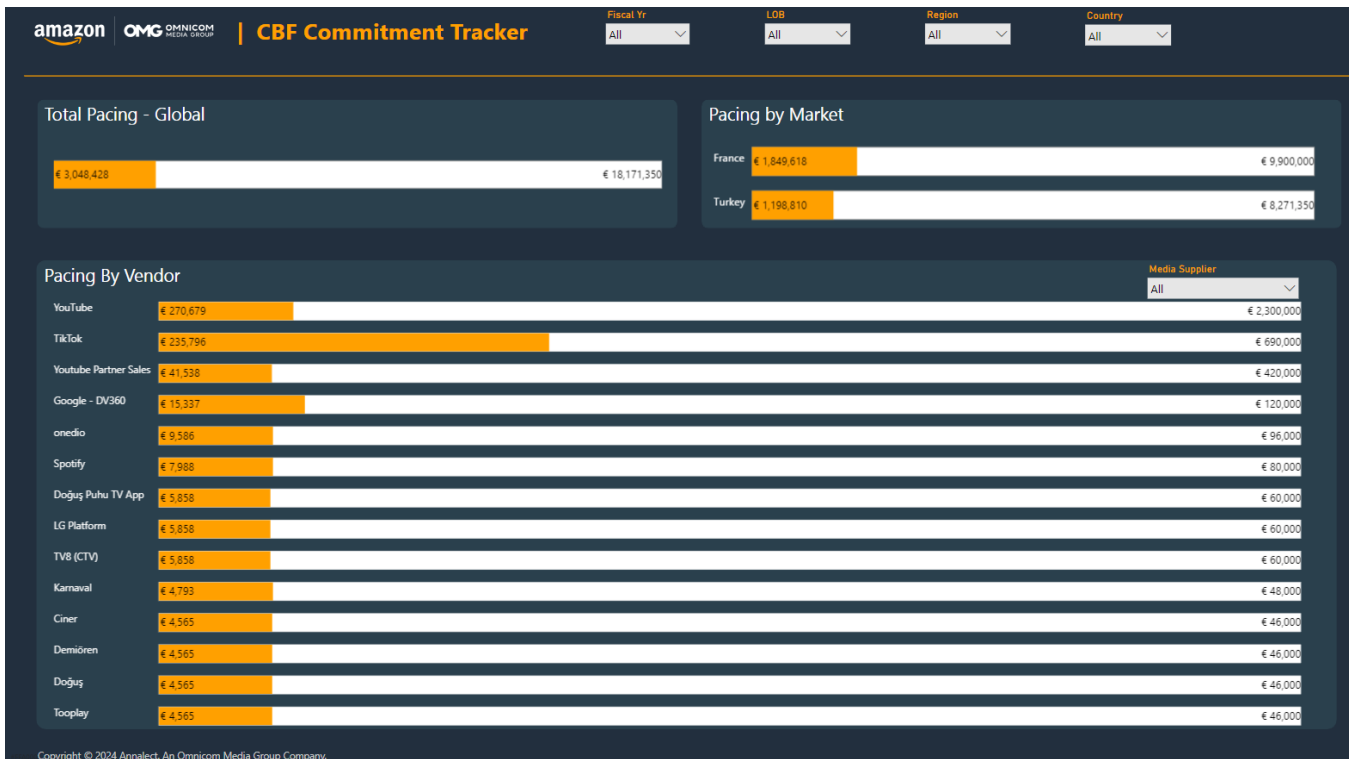 amazon OMG OMNICOM MEDIA GROUP | CBF Commitment Tracker
Fiscal Yr LOB Region Country
All All All All
Total Pacing - Global
€ 3,048,428 € 18,171,350
Pacing by Market
France € 1,849,618 € 9,900,000
Turkey € 1,198,810 € 8,271,350
Pacing By Vendor
Media Supplier
All
YouTube € 270,679 € 2,300,000
TikTok € 235,796 € 690,000
Youtube Partner Sales € 41,538 € 420,000
Google - DV360 € 15,337 € 120,000
onedio € 9,586 € 96,000
Spotify € 7,988 € 80,000
Doğuş Puhu TV App € 5,858 € 60,000
LG Platform € 5,858 € 60,000
TV8 (CTV) € 5,858 € 60,000
Karnaval € 4,793 € 48,000
Ciner € 4,565 € 46,000
Demiören € 4,565 € 46,000
Doğuş € 4,565 € 46,000
Tooplay € 4,565 € 46,000
Copyright © 2024 Annalect. An Omnicom Media Group Company.